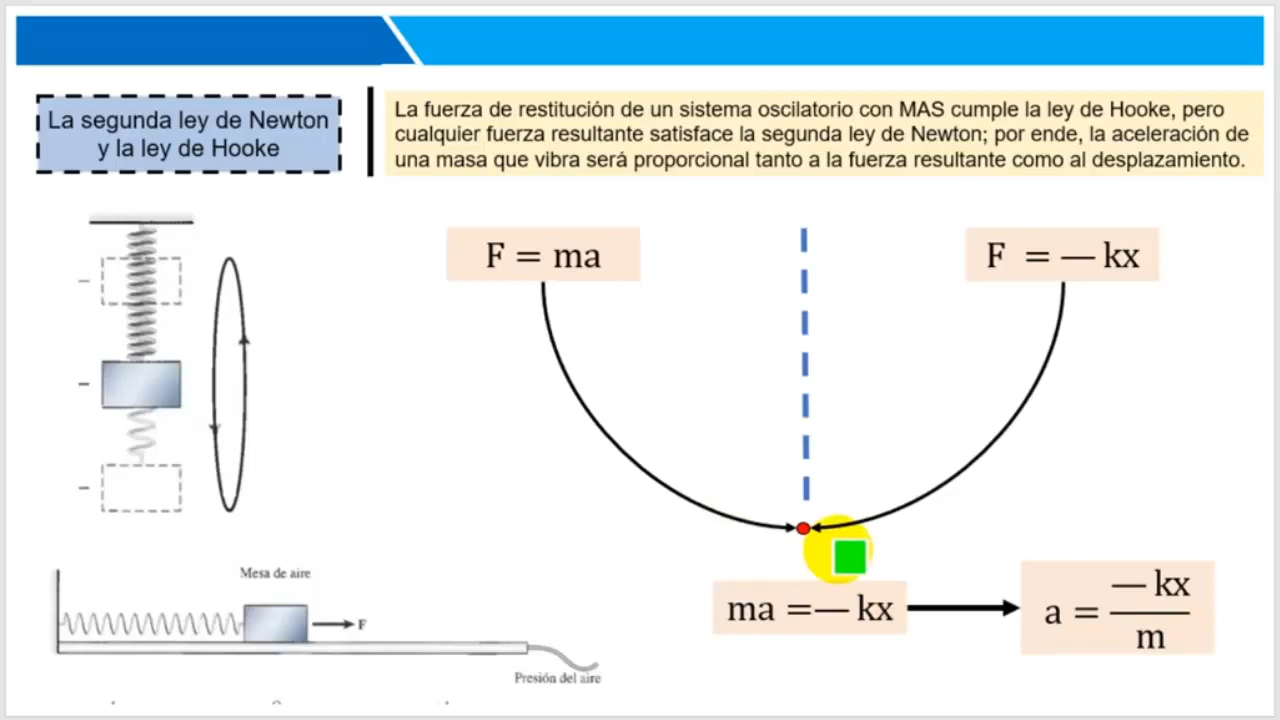 La segunda ley de Newton
y la ley de Hooke
La fuerza de restitución de un sistema oscilatorio con MAS cumple la ley de Hooke, pero
cualquier fuerza resultante satisface la segunda ley de Newton; por ende, la aceleración de
una masa que vibra será proporcional tanto a la fuerza resultante como al desplazamiento.
F = ma
F = — kx
Mesa de aire
F
Presión del aire
ma =— kx
a = — kx
m